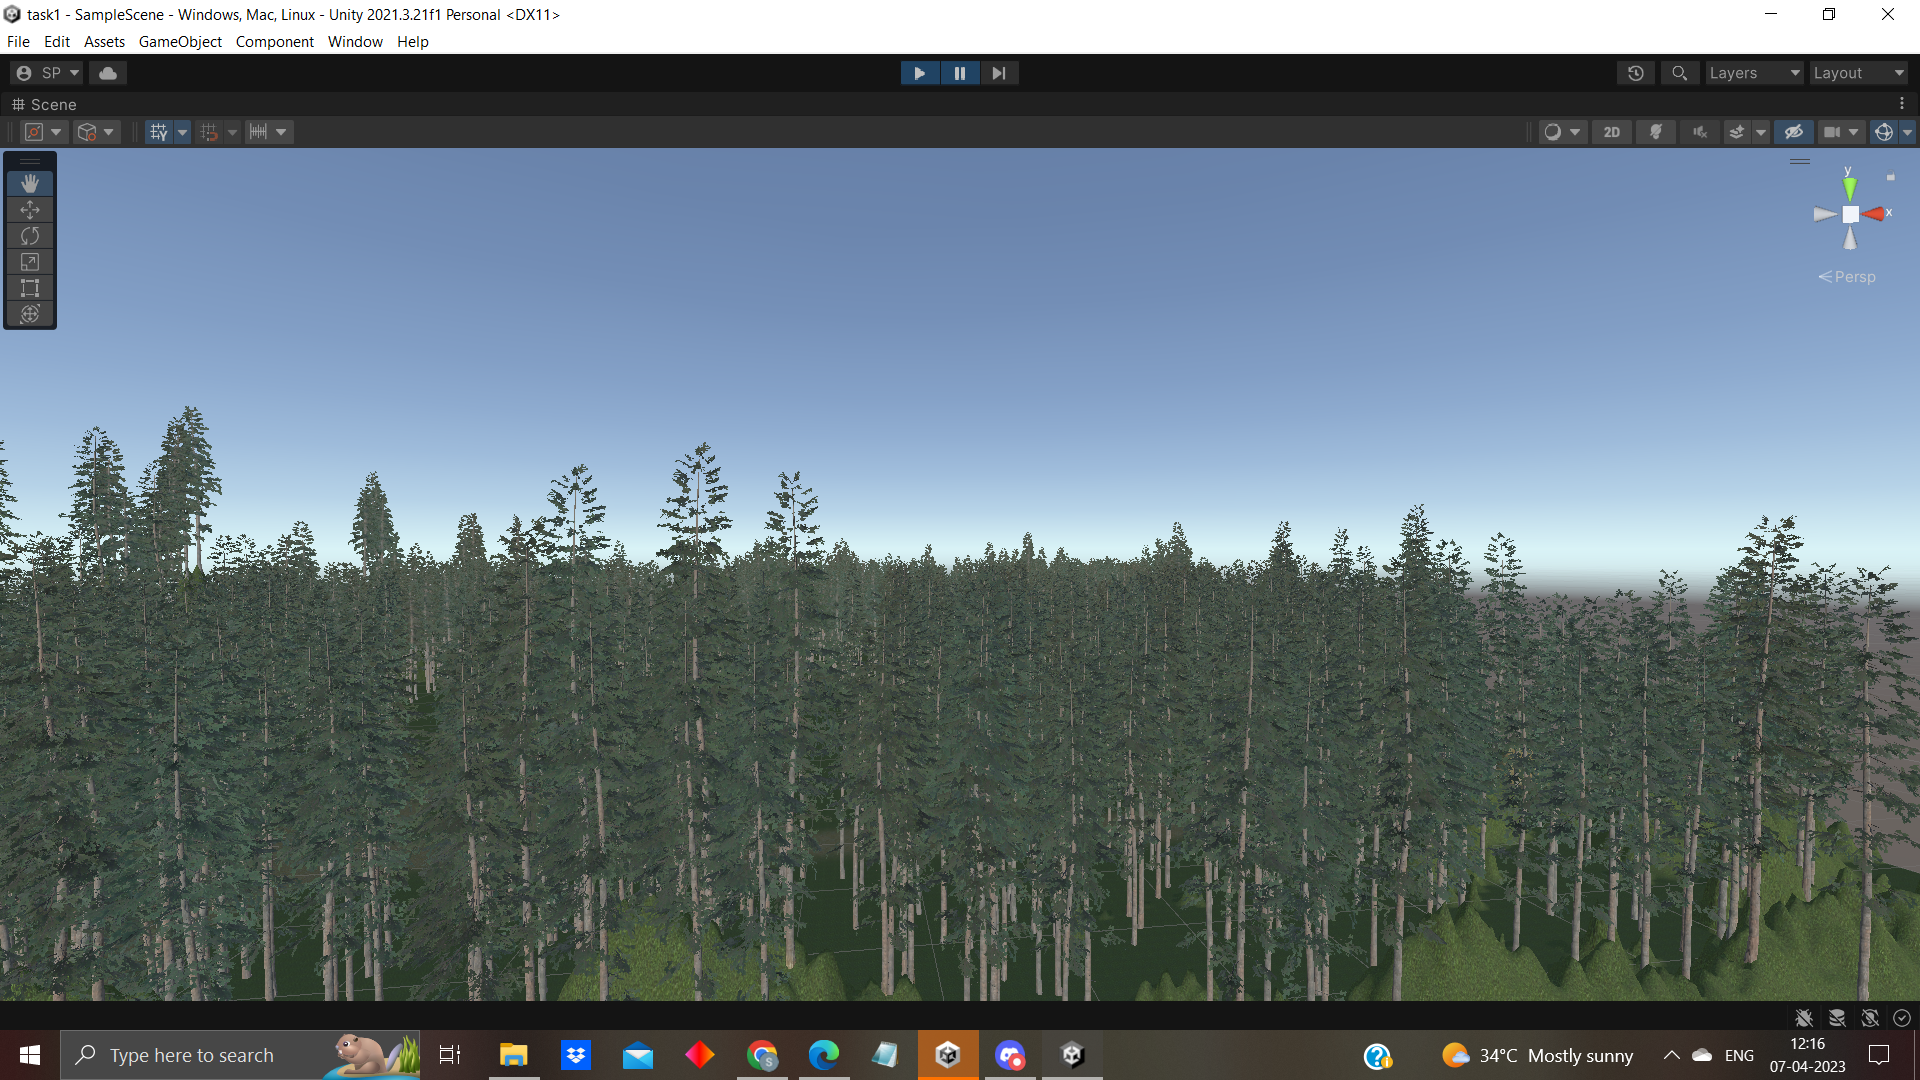 task1 - SampleScene - Windows, Mac, Linux - Unity 2021.3.21f1 Personal <DX11>
File Edit Assets GameObject Component Window Help
SP Layers Layout
Scene
2D
y
x
Persp
Type here to search 34°C Mostly sunny ENG 12:16
07-04-2023